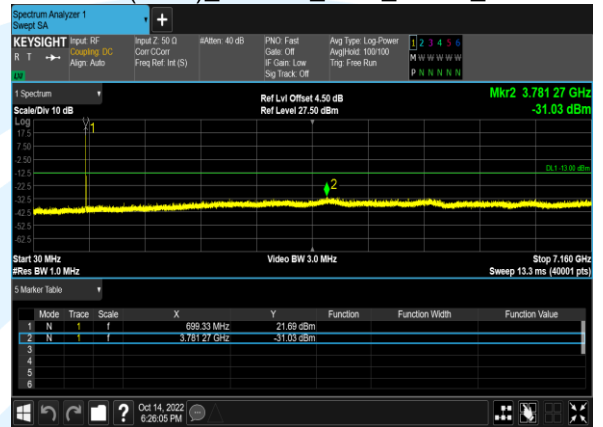 Spectrum Analyzer 1
Swept SA
+
KEYSIGHT Input: RF Input Z: 50 Ω #Atten: 40 dB PNO: Fast Avg Type: Log-Power 1 2 3 4 5 6
R T Coupling: DC Corr CCorr Gate: Off Avg|Hold: 100/100 M W W W W W
Align: Auto Freq Ref: Int (S) IF Gain: Low Trig: Free Run
LU Sig Track: Off P N N N N N
1 Spectrum Ref Lvl Offset 4.50 dB Mkr2 3.781 27 GHz
Scale/Div 10 dB Ref Level 27.50 dBm -31.03 dBm
Log
17.5 1
7.50
-2.50
-12.5 DL1 -13.00 dBm
-22.5 2
-32.5
-42.5
-52.5
-62.5
Start 30 MHz Video BW 3.0 MHz Stop 7.160 GHz
#Res BW 1.0 MHz Sweep 13.3 ms (40001 pts)
5 Marker Table
Mode Trace Scale X Y Function Function Width Function Value
1 N 1 f 699.33 MHz 21.69 dBm
2 N 1 f 3.781 27 GHz -31.03 dBm
3
4
5
6
? Oct 14, 2022
6:26:05 PM